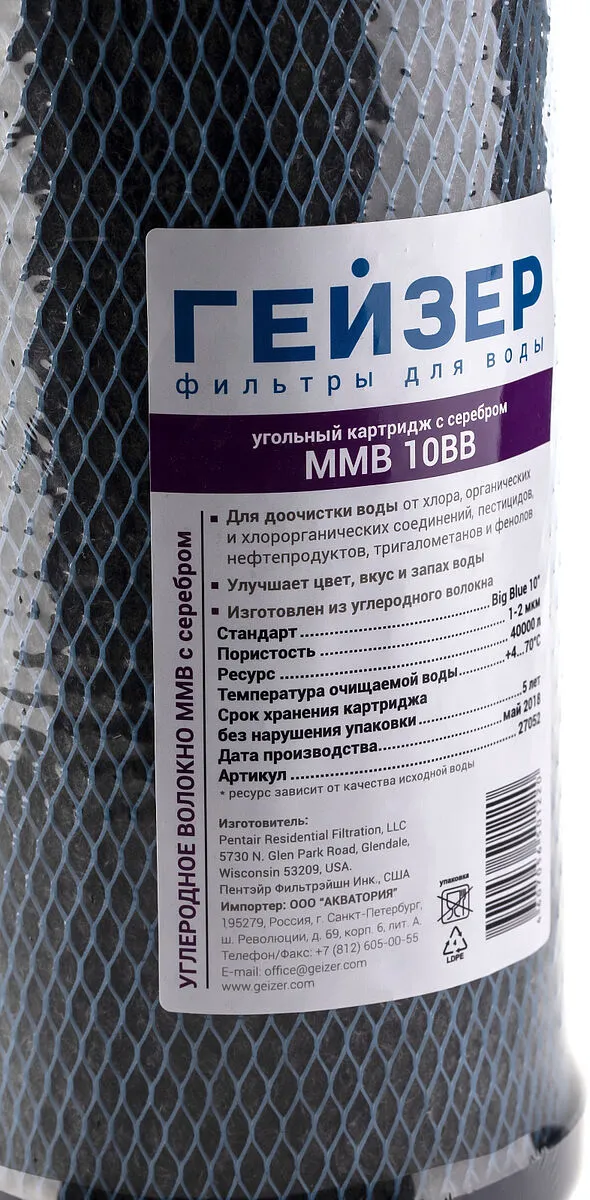 ГЕЙЗЕР
фильтры для воды
угольный картридж с серебром
ММВ 10ВВ
УГЛЕРОДНОЕ ВОЛОКНО ММВ с серебром
▪ Для доочистки воды от хлора, органических
и хлорорганических соединений, пестицидов,
нефтепродуктов, тригалометанов и фенолов
▪ Улучшает цвет, вкус и запах воды
▪ Изготовлен из углеродного волокна
Стандарт ........ Big Blue 10"
Пористость ........ 1-2 мкм
Ресурс ........ 40000 л
Температура очищаемой воды ........ +4...70°С
Срок хранения картриджа
без нарушения упаковки ........ 5 лет
Дата производства ........ май 2018
Артикул ........ 27052
* ресурс зависит от качества исходной воды
Изготовитель:
Pentair Residential Filtration, LLC
5730 N. Glen Park Road, Glendale,
Wisconsin 53209, USA.
Пентэйр Фильтрэйшн Инк., США
Импортер: ООО "АКВАТОРИЯ"
195279, Россия, г. Санкт-Петербург,
ш. Революции, д. 69, корп. 6, лит. А.
Телефон/Факс: +7 (812) 605-00-55
E-mail: office@geizer.com
www.geizer.com
упаковка
4
LDPE